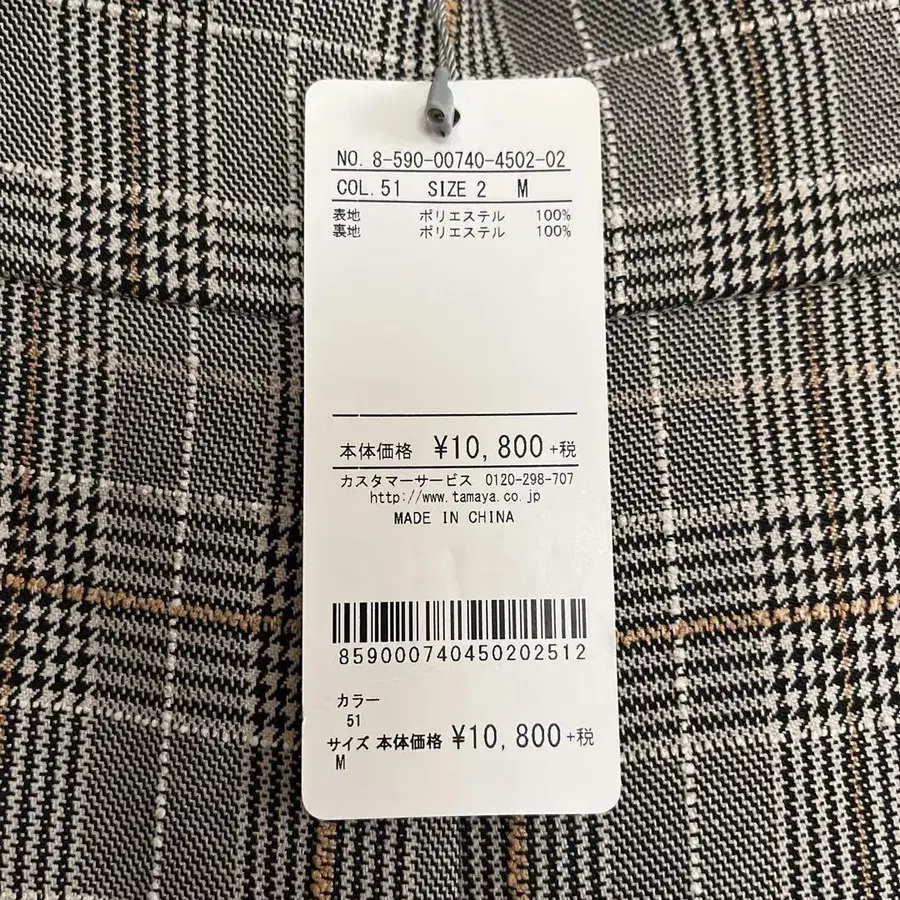 NO. 8-590-00740-4502-02
COL. 51 SIZE 2 M
表地 ポリエステル 100%
裏地 ポリエステル 100%
本体価格 ¥10,800 +税
カスタマーサービス 0120-298-707
http://www.tamaya.co.jp
MADE IN CHINA
859000740450202512
カラー
51
サイズ 本体価格 ¥10,800 +税
M